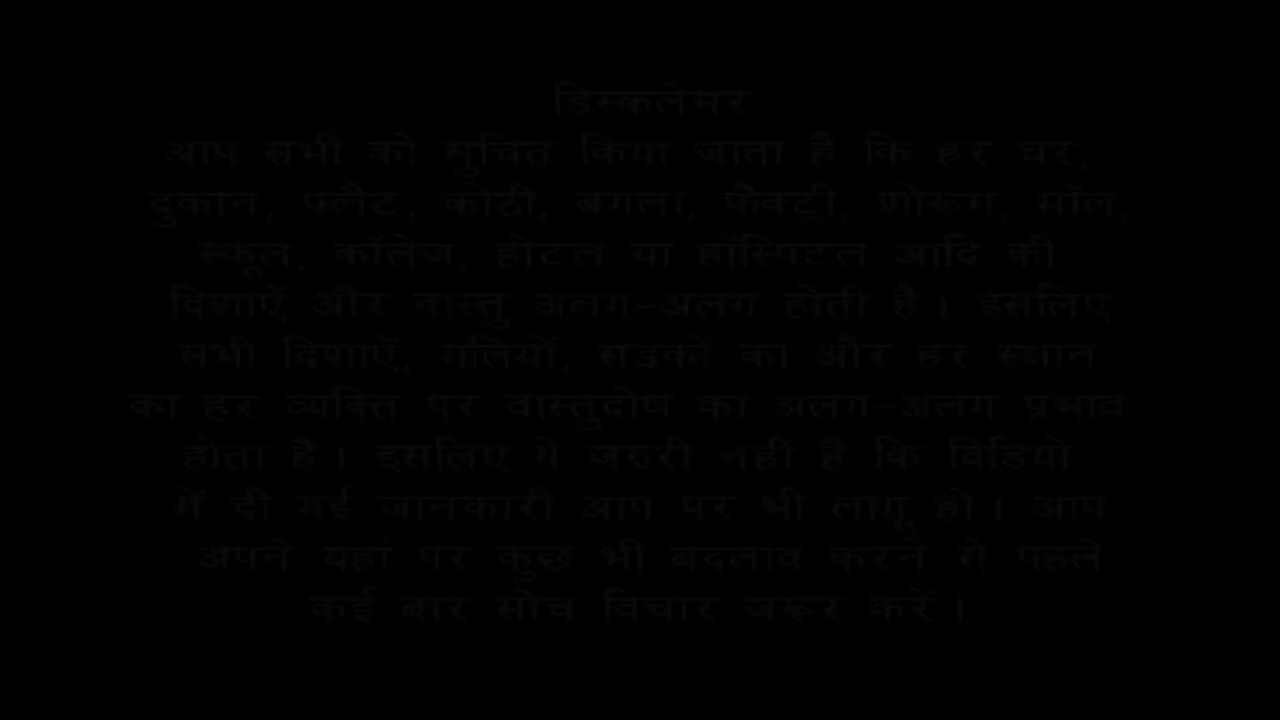 डिस्कलेमर
आप सभी को सुचित किया जाता है कि हर घर,
दुकान, फ्लैट, कोठी, बंगला, फैक्ट्री, शोरूम, मॉल,
स्कूल, कॉलेज, होटल या हॉस्पिटल आदि की
दिशाएँ और वास्तु अलग-अलग होती है। इसलिए
सभी दिशाएँ, गलियों, सडकों का और हर स्थान
का हर व्यक्ति पर वास्तुदोष का अलग-अलग प्रभाव
होता है। इसलिए ये जरुरी नहीं है कि विडियो
में दी गई जानकारी आप पर भी लागू हो। आप
अपने यहां पर कुछ भी बदलाव करने से पहले
कई बार सोच विचार जरूर करें।